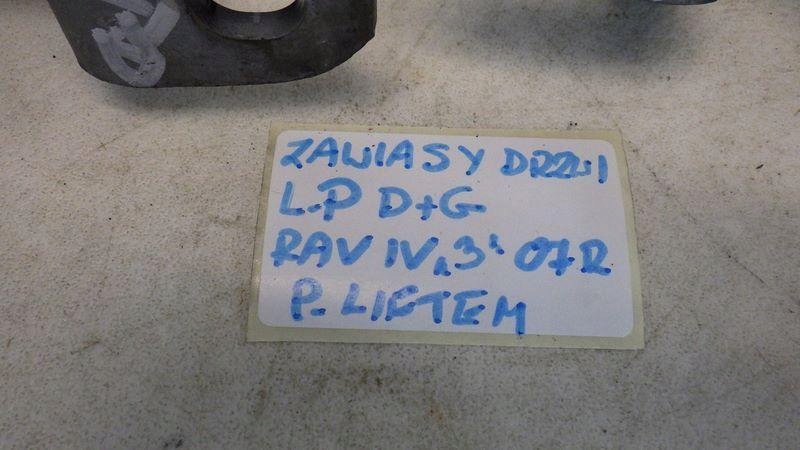 ZAWIASY DRZWI
L.P D+G
RAV IV „3" 07R
P. LIFTEM